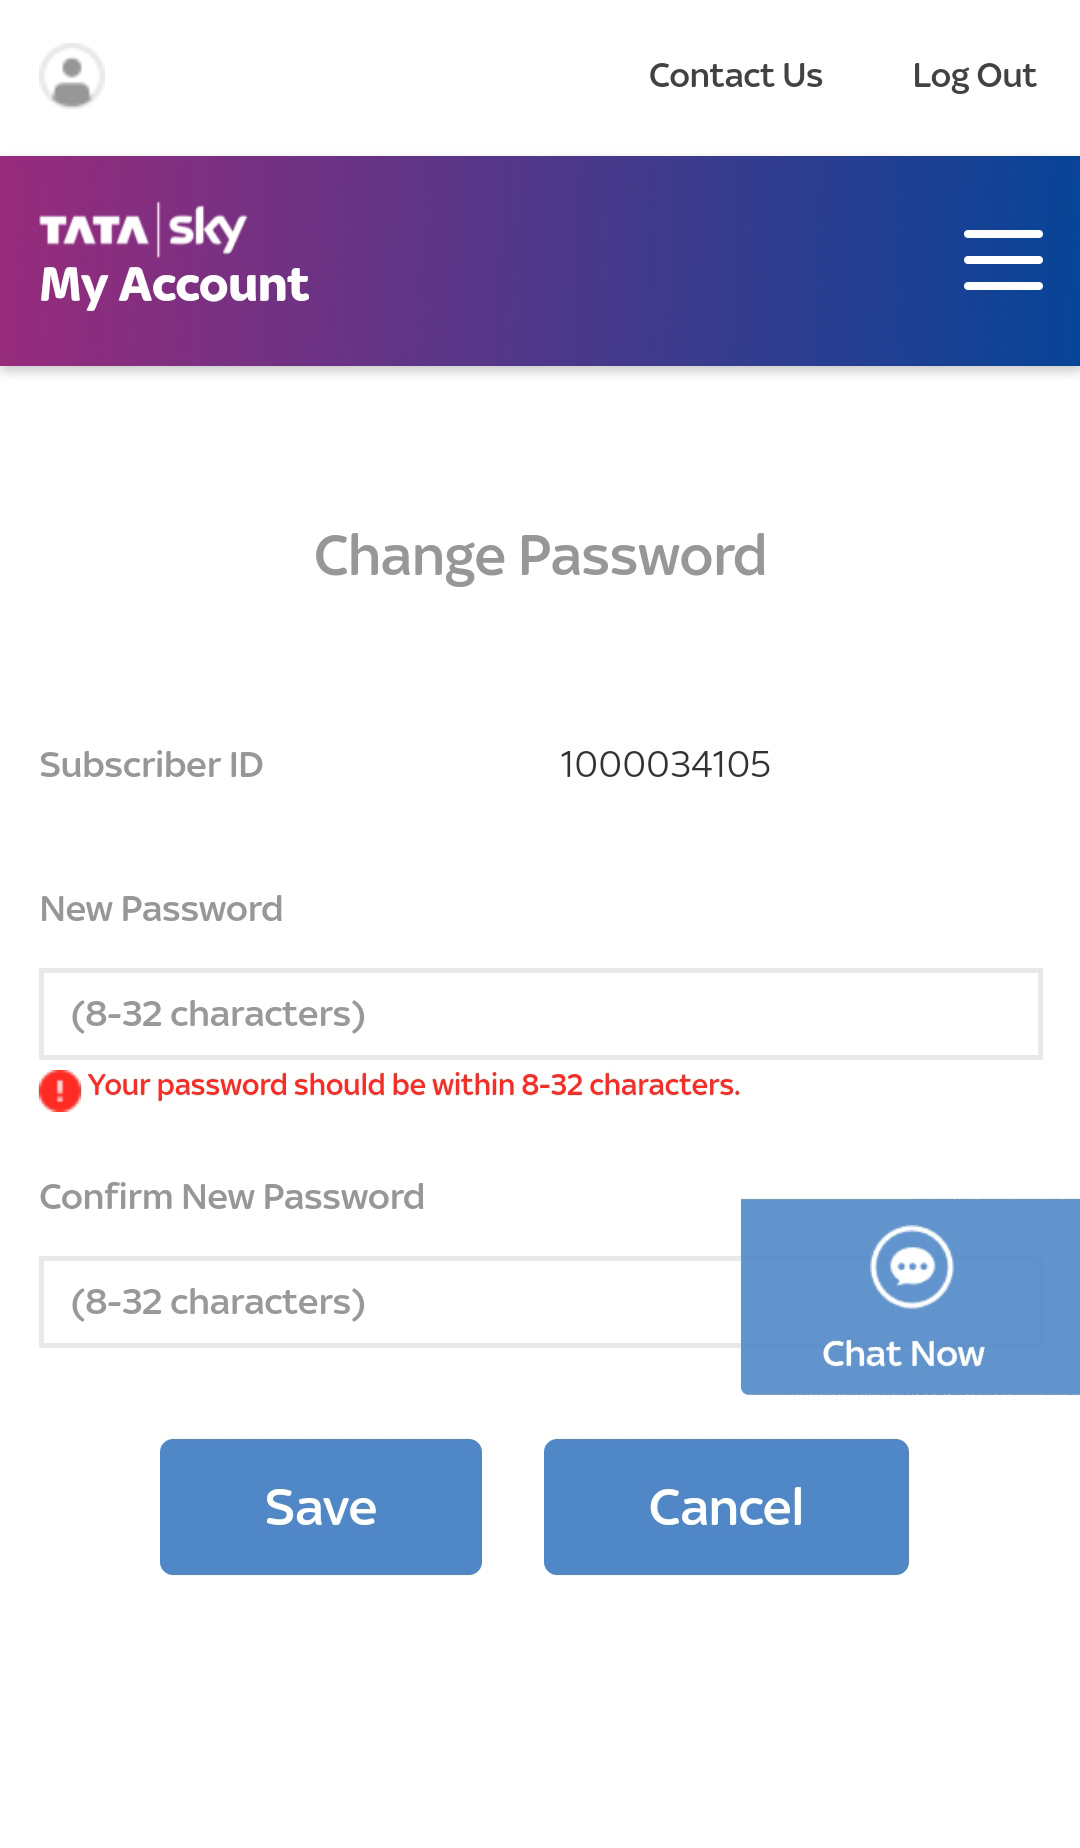 Contact Us
Log Out
TATA sky
My Account
Change Password
Subscriber ID
1000034105
New Password
(8-32 characters)
Your password should be within 8-32 characters.
Confirm New Password
(8-32 characters)
Chat Now
Save
Cancel